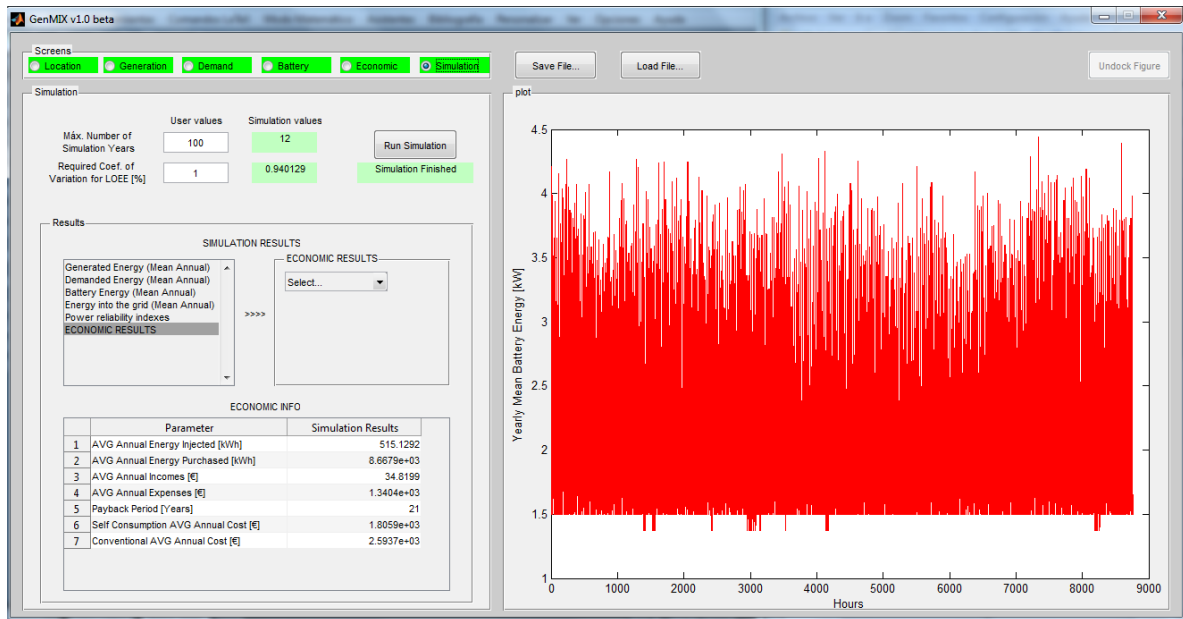 GenMIX v1.0 beta
Screens
Location
Generation
Demand
Battery
Economic
Simulation
Save File...
Load File...
Undock Figure
Simulation
User values
Simulation values
Máx. Number of
Simulation Years
100
12
Run Simulation
Required Coef. of
Variation for LOEE [%]
1
0.940129
Simulation Finished
Results
SIMULATION RESULTS
Generated Energy (Mean Annual)
Demanded Energy (Mean Annual)
Battery Energy (Mean Annual)
Energy into the grid (Mean Annual)
Power reliability indexes
ECONOMIC RESULTS
>>>>
ECONOMIC RESULTS
Select...
ECONOMIC INFO
Parameter Simulation Results
1 AVG Annual Energy Injected [kWh] 515.1292
2 AVG Annual Energy Purchased [kWh] 8.6679e+03
3 AVG Annual Incomes [€] 34.8199
4 AVG Annual Expenses [€] 1.3404e+03
5 Payback Period [Years] 21
6 Self Consumption AVG Annual Cost [€] 1.8059e+03
7 Conventional AVG Annual Cost [€] 2.5937e+03
plot
Yearly Mean Battery Energy [kW]
4.5
4
3.5
3
2.5
2
1.5
1
0 1000 2000 3000 4000 5000 6000 7000 8000 9000
Hours